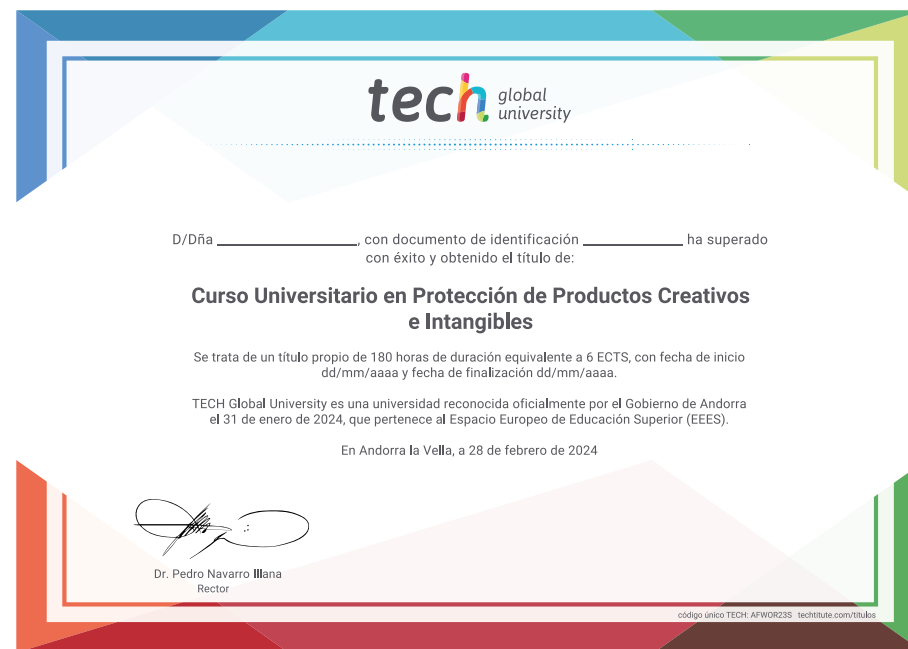 tech global university
D/Dña ____________________, con documento de identificación ______________ ha superado
con éxito y obtenido el título de:
Curso Universitario en Protección de Productos Creativos
e Intangibles
Se trata de un título propio de 180 horas de duración equivalente a 6 ECTS, con fecha de inicio
dd/mm/aaaa y fecha de finalización dd/mm/aaaa.
TECH Global University es una universidad reconocida oficialmente por el Gobierno de Andorra
el 31 de enero de 2024, que pertenece al Espacio Europeo de Educación Superior (EEES).
En Andorra la Vella, a 28 de febrero de 2024
Dr. Pedro Navarro Illana
Rector
código único TECH: AFWOR23S techtitute.com/titulos